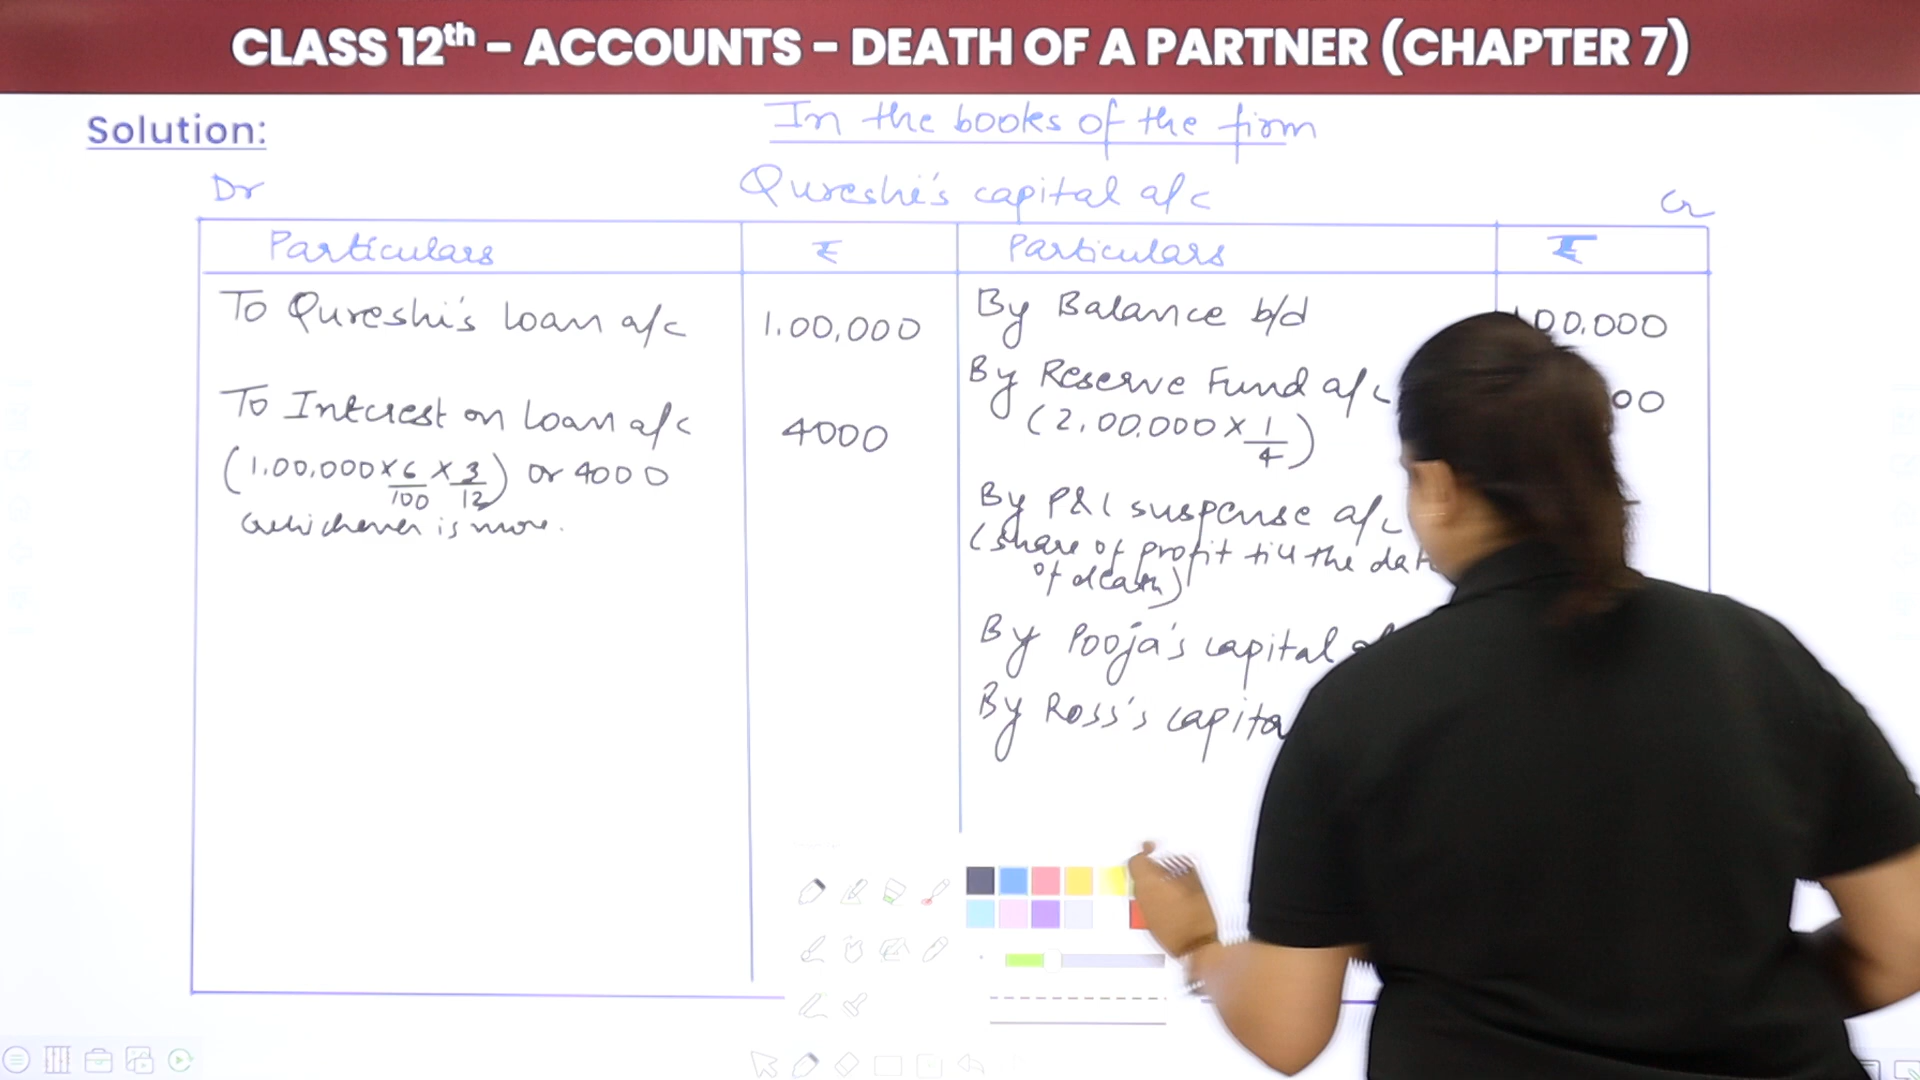 CLASS 12th – ACCOUNTS – DEATH OF A PARTNER (CHAPTER 7)
Solution:
In the books of the firm
Dr Qureshi's capital a/c Cr
Particulars ₹ Particulars ₹
To Qureshi's loan a/c 1,00,000
To Interest on loan a/c 4000
(1,00,000 × 6/100 × 3/12) or 4000
whichever is more.
By Balance b/d 00,000
By Reserve Fund a/c 00
(2,00,000 × 1/4)
By P&L suspense a/c
(share of profit till the
of death)
By Pooja's capital
By Ross's